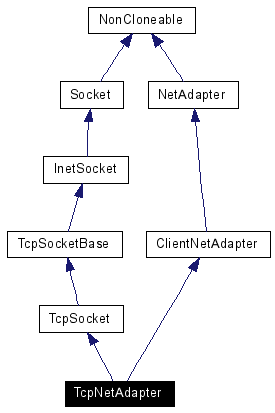 NonCloneable
Socket
NetAdapter
InetSocket
TcpSocketBase
ClientNetAdapter
TcpSocket
TcpNetAdapter